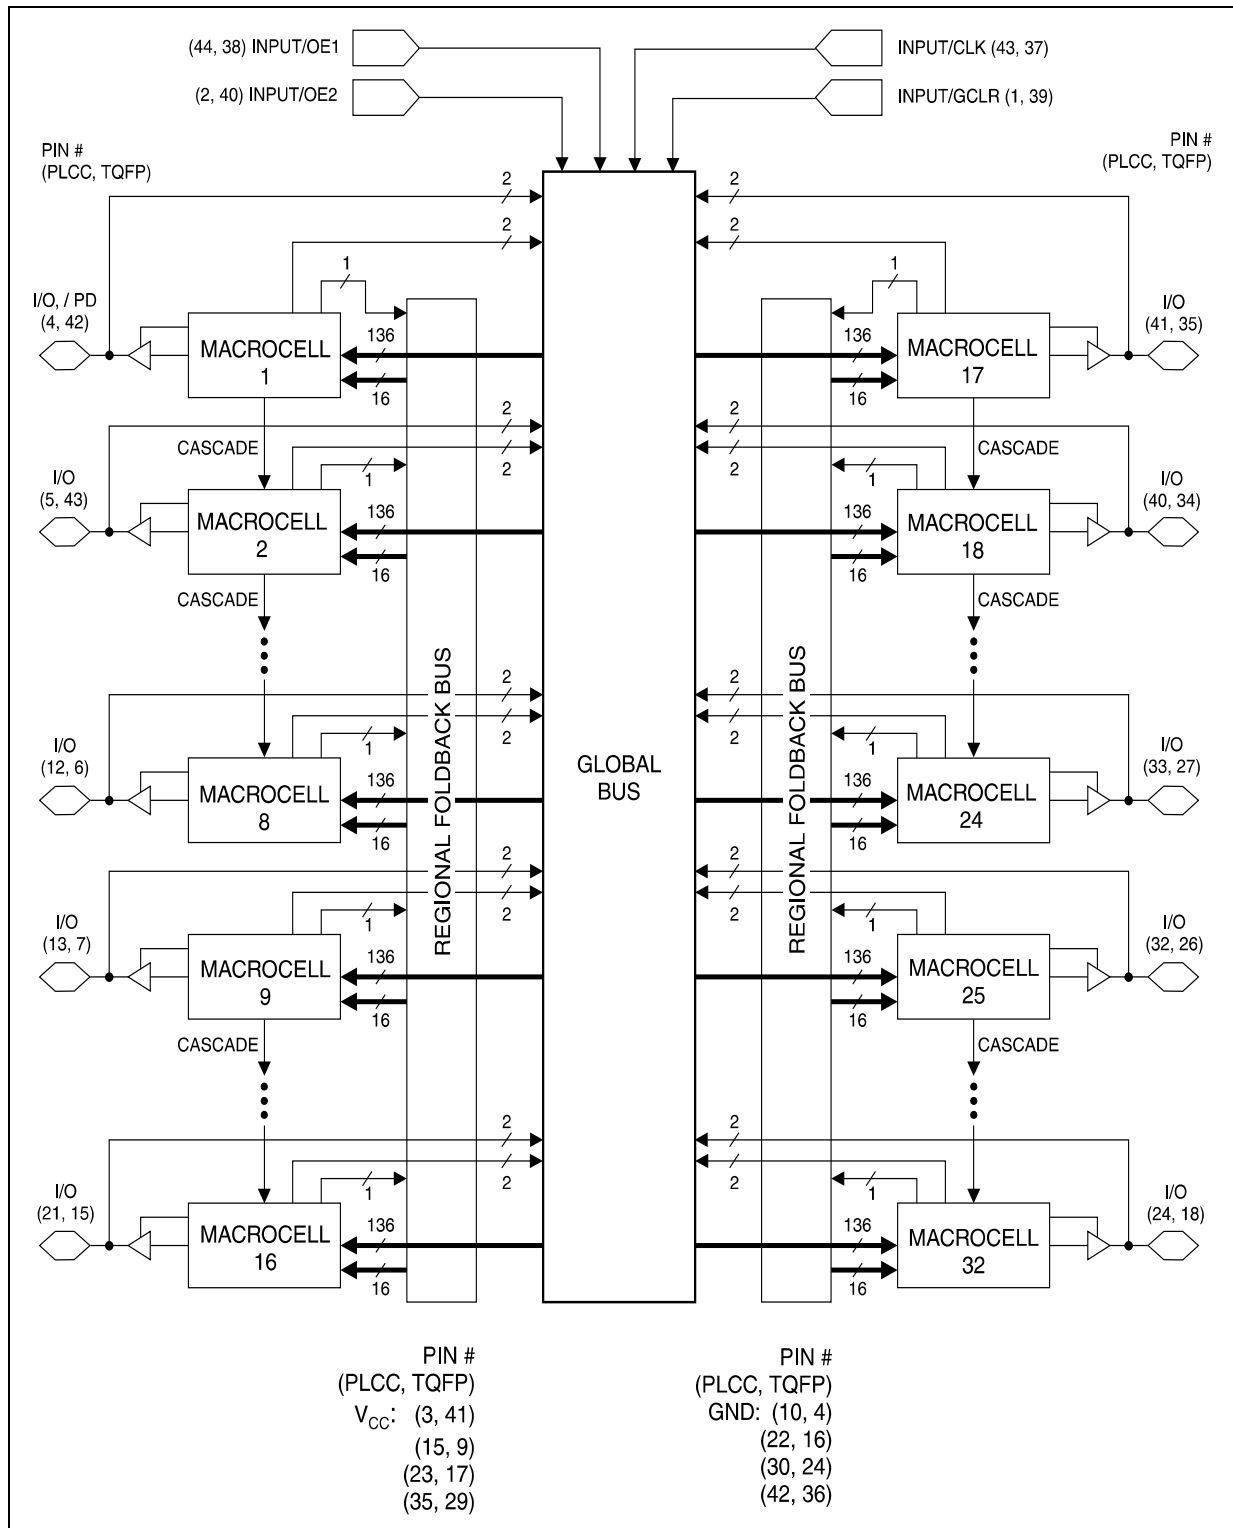 (44, 38) INPUT/OE1
INPUT/CLK (43, 37)
(2, 40) INPUT/OE2
INPUT/GCLR (1, 39)
PIN #
(PLCC, TQFP)
PIN #
(PLCC, TQFP)
2
2
2
2
1
1
I/O, / PD
(4, 42)
MACROCELL
1
136
16
136
16
MACROCELL
17
I/O
(41, 35)
CASCADE
2
2
CASCADE
I/O
(5, 43)
1
2
2
1
I/O
(40, 34)
MACROCELL
2
136
16
136
16
MACROCELL
18
CASCADE
CASCADE
REGIONAL FOLDBACK BUS
GLOBAL
BUS
REGIONAL FOLDBACK BUS
2
2
I/O
(12, 6)
1
2
2
1
I/O
(33, 27)
MACROCELL
8
136
16
136
16
MACROCELL
24
2
2
I/O
(13, 7)
1
2
2
1
I/O
(32, 26)
MACROCELL
9
136
16
136
16
MACROCELL
25
CASCADE
CASCADE
2
2
I/O
(21, 15)
1
2
2
1
I/O
(24, 18)
MACROCELL
16
136
16
136
16
MACROCELL
32
PIN #
(PLCC, TQFP)
VCC: (3, 41)
(15, 9)
(23, 17)
(35, 29)
PIN #
(PLCC, TQFP)
GND: (10, 4)
(22, 16)
(30, 24)
(42, 36)